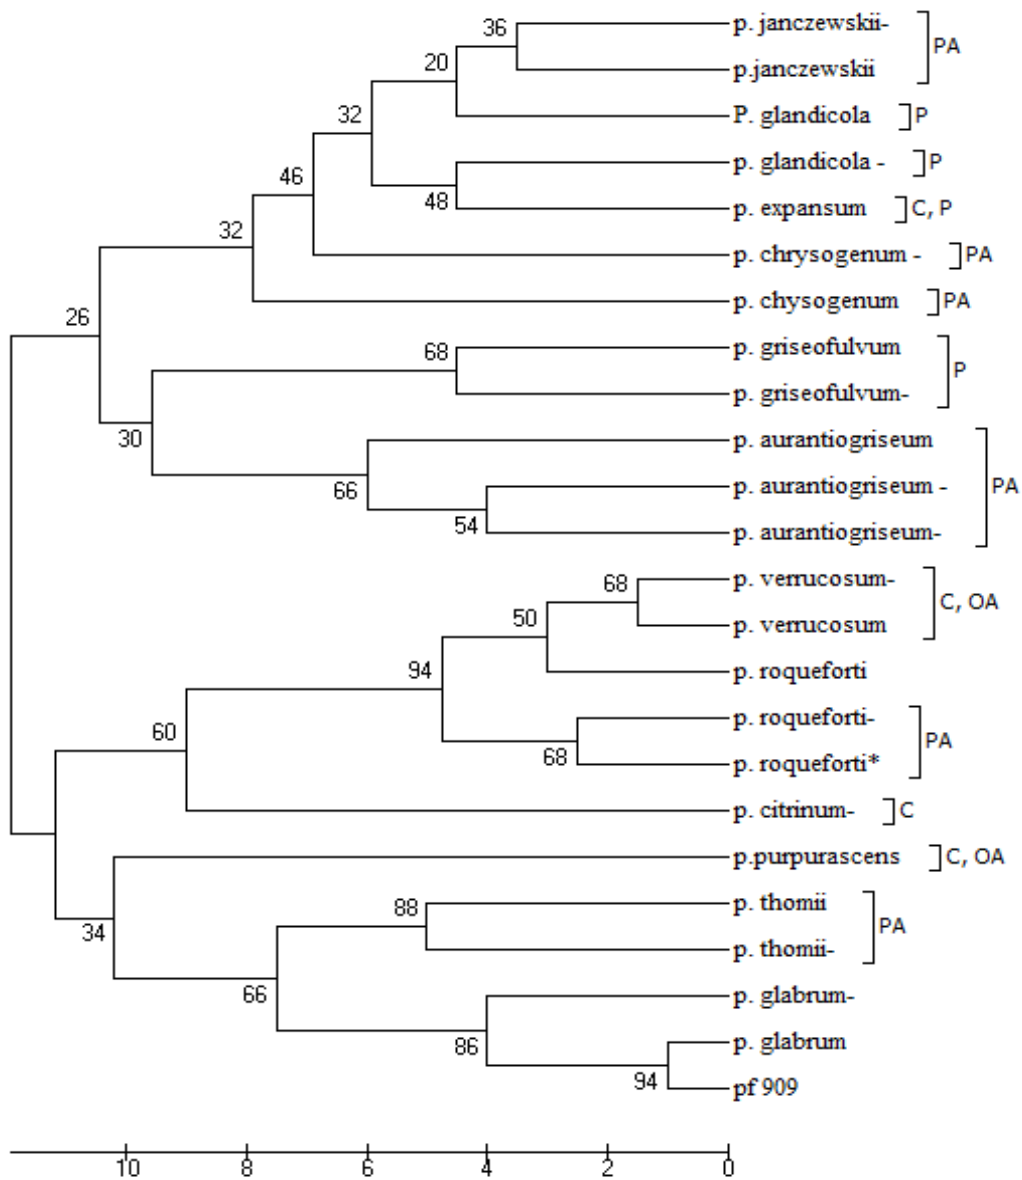 36
p. janczewskii-
PA
20
p.janczewskii
32
P. glandicola P
46
p. glandicola - P
48
p. expansum C, P
32
p. chrysogenum - PA
26
p. chysogenum PA
68
p. griseofulvum
P
p. griseofulvum-
30
p. aurantiogriseum
66
p. aurantiogriseum - PA
54
p. aurantiogriseum-
68
p. verrucosum-
C, OA
50
p. verrucosum
94
p. roqueforti
60
p. roqueforti-
PA
68
p. roqueforti*
p. citrinum- C
p.purpurascens C, OA
34
88
p. thomii
PA
p. thomii-
66
p. glabrum-
86
p. glabrum
94
pf 909
10 8 6 4 2 0